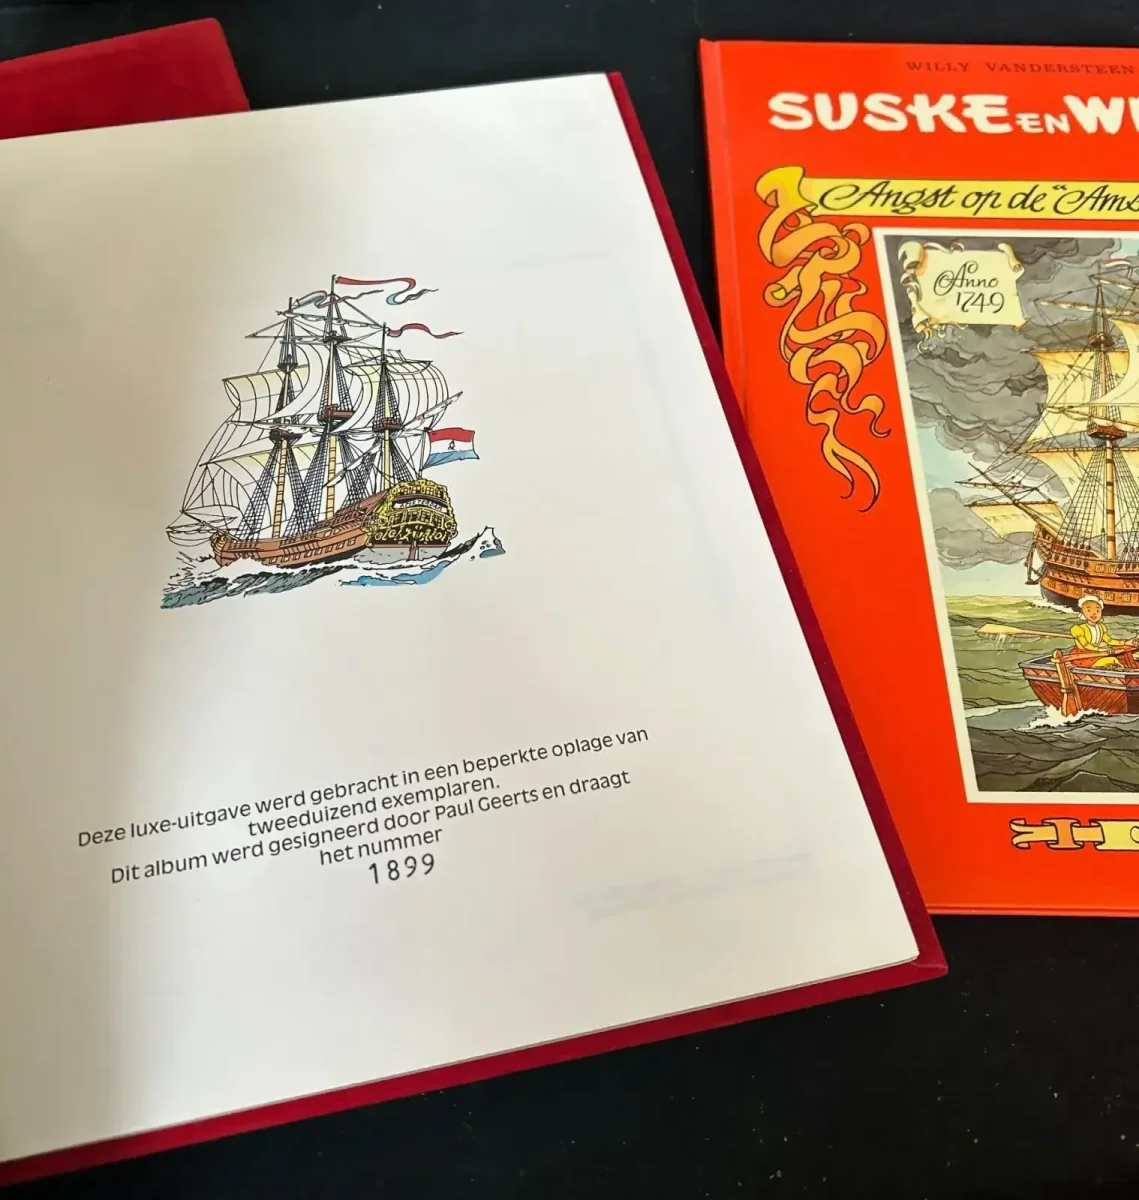 Deze luxe-uitgave werd gebracht in een beperkte oplage van
tweeduizend exemplaren.
Dit album werd gesigneerd door Paul Geerts en draagt
het nummer
1899
WILLY VANDERSTEEN
SUSKE EN
Angst op de "
Anno
1749